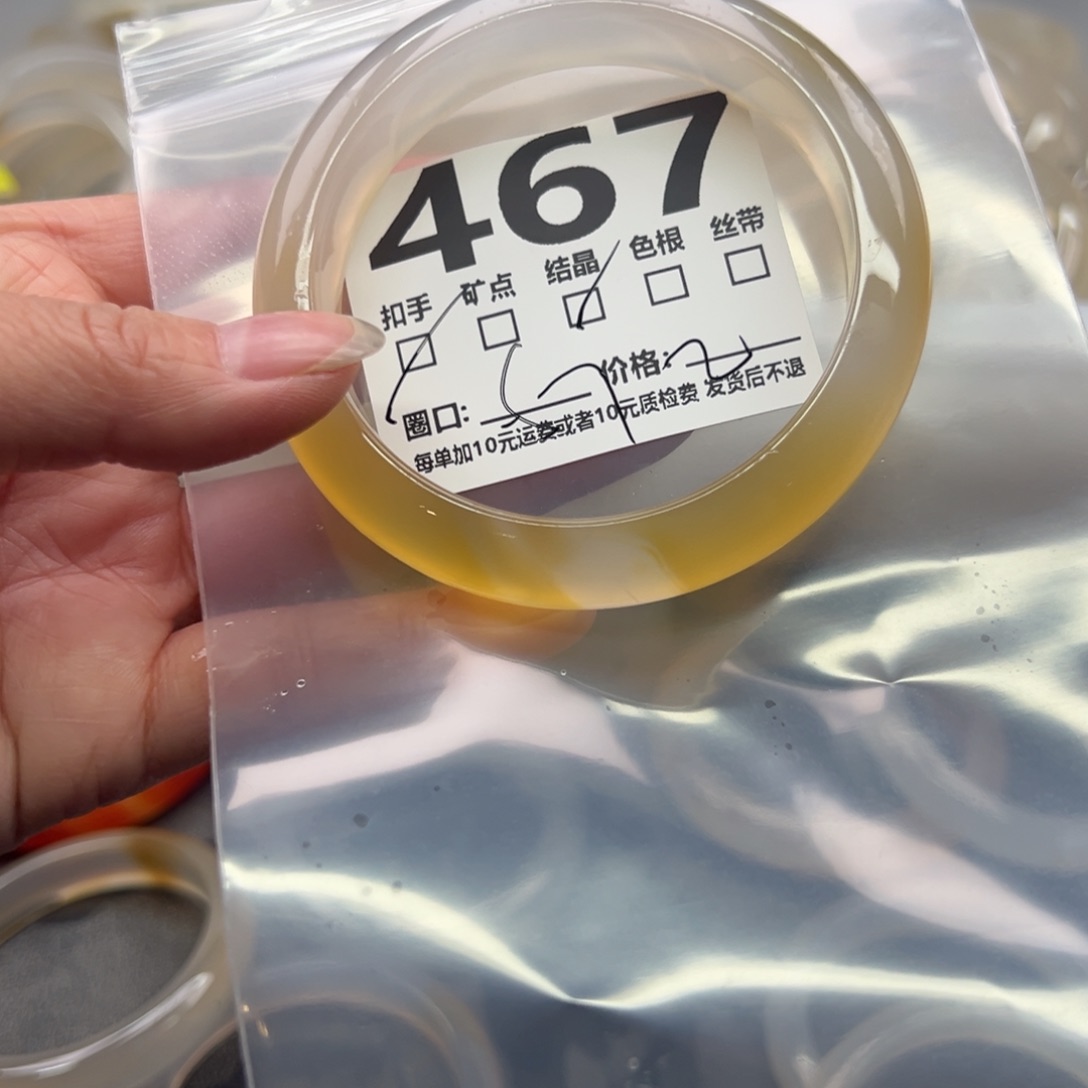 467
扣手 矿点 结晶 色根 丝带
圈口: 价格:
每单加10元运费或者10元质检费 发货后不退